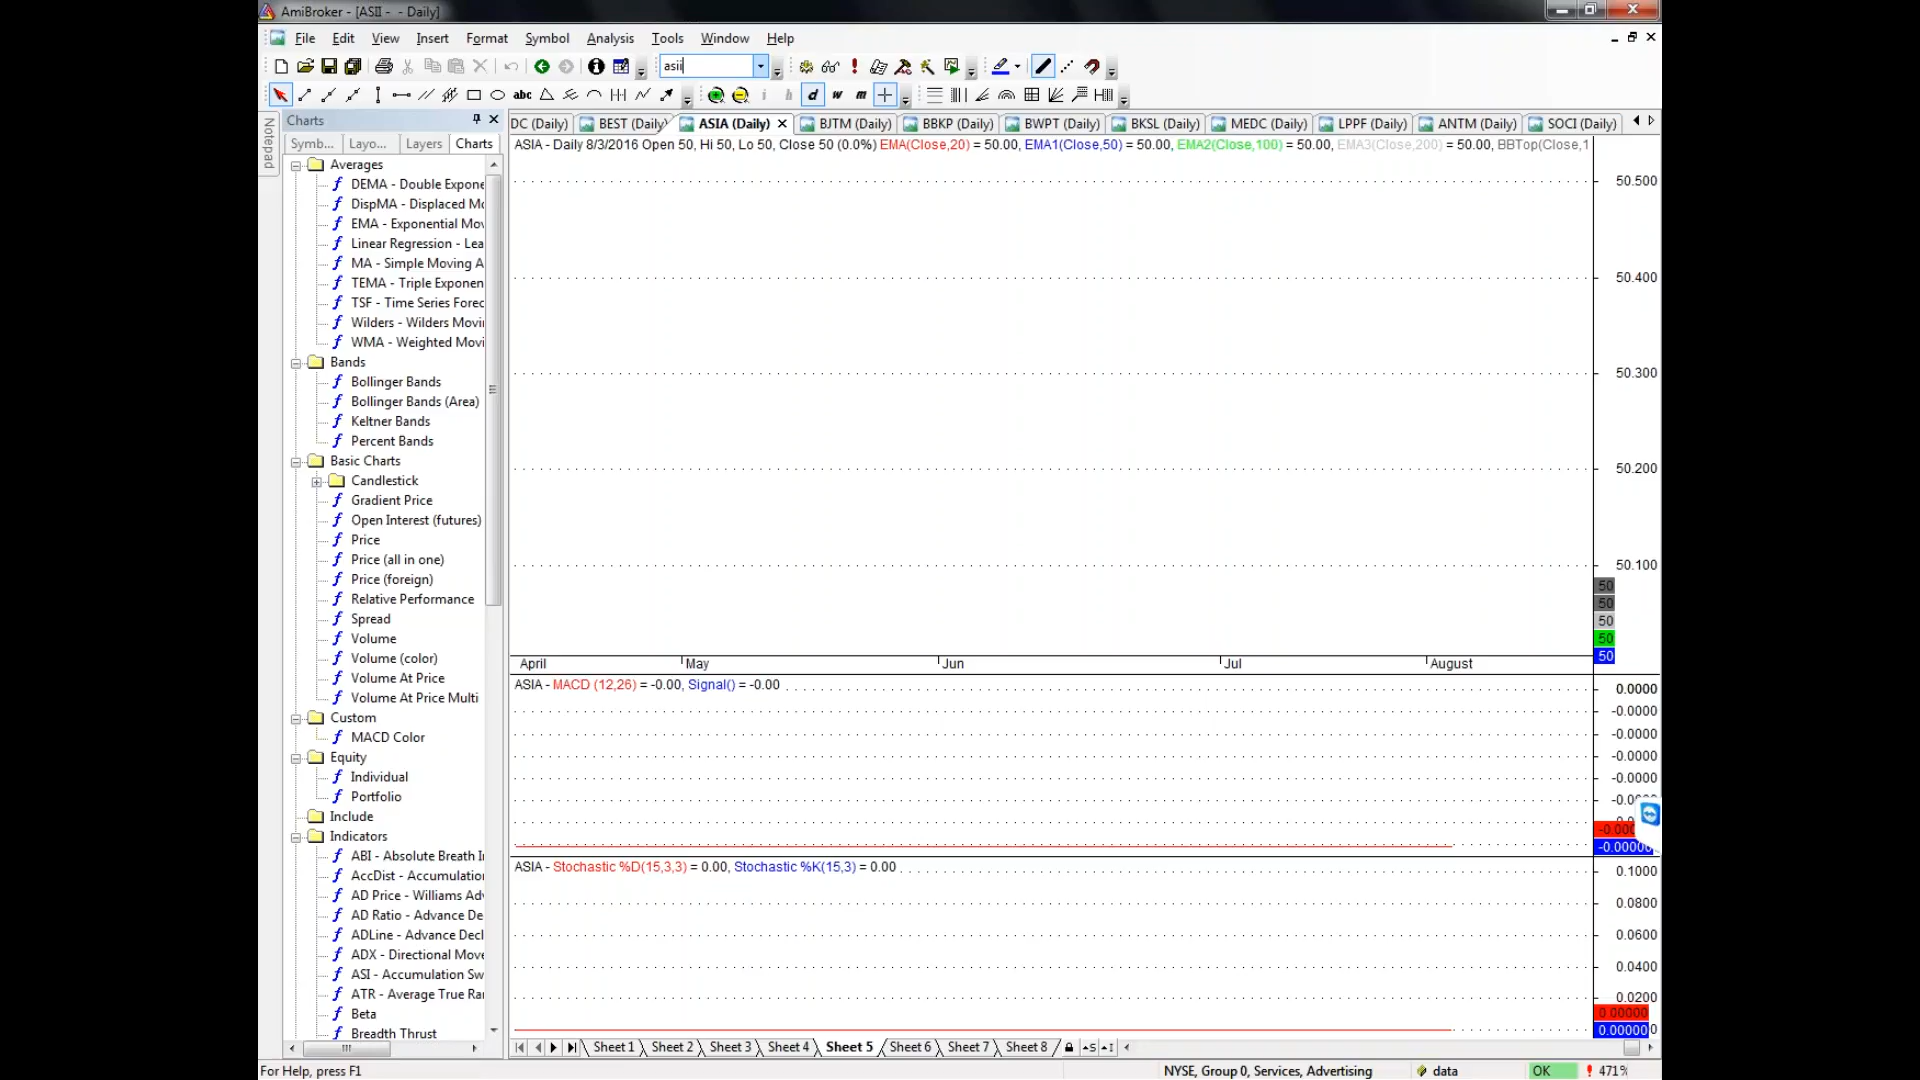 AmiBroker - [ASII - - Daily]
File Edit View Insert Format Symbol Analysis Tools Window Help
asii
abc i h d w m
Notepad
Charts
Symb... Layo... Layers Charts
Averages
DEMA - Double Expone
DispMA - Displaced Mo
EMA - Exponential Mov
Linear Regression - Lea
MA - Simple Moving A
TEMA - Triple Exponen
TSF - Time Series Forec
Wilders - Wilders Movi
WMA - Weighted Movi
Bands
Bollinger Bands
Bollinger Bands (Area)
Keltner Bands
Percent Bands
Basic Charts
Candlestick
Gradient Price
Open Interest (futures)
Price
Price (all in one)
Price (foreign)
Relative Performance
Spread
Volume
Volume (color)
Volume At Price
Volume At Price Multi
Custom
MACD Color
Equity
Individual
Portfolio
Include
Indicators
ABI - Absolute Breath I
AccDist - Accumulation
AD Price - Williams Adv
AD Ratio - Advance De
ADLine - Advance Decl
ADX - Directional Move
ASI - Accumulation Sw
ATR - Average True Ra
Beta
Breadth Thrust
DC (Daily) BEST (Daily) ASIA (Daily) BJTM (Daily) BBKP (Daily) BWPT (Daily) BKSL (Daily) MEDC (Daily) LPPF (Daily) ANTM (Daily) SOCI (Daily)
ASIA - Daily 8/3/2016 Open 50, Hi 50, Lo 50, Close 50 (0.0%) EMA(Close,20) = 50.00, EMA1(Close,50) = 50.00, EMA2(Close,100) = 50.00, EMA3(Close,200) = 50.00, BBTop(Close,1
50.500
50.400
50.300
50.200
50.100
50
50
50
50
50
April May Jun Jul August
ASIA - MACD (12,26) = -0.00, Signal() = -0.00
0.0000
-0.0000
-0.0000
-0.0000
-0.0000
-0.000
-0.00000
ASIA - Stochastic %D(15,3,3) = 0.00, Stochastic %K(15,3) = 0.00
0.1000
0.0800
0.0600
0.0400
0.0200
0.00000
0.00000
Sheet 1 Sheet 2 Sheet 3 Sheet 4 Sheet 5 Sheet 6 Sheet 7 Sheet 8
For Help, press F1
NYSE, Group 0, Services, Advertising data OK 471%